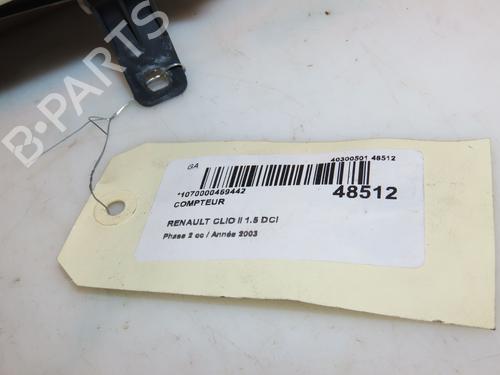 B-PARTS
GA
40300501 48512
*1070000469442
48512
COMPTEUR
RENAULT CLIO II 1.5 DCI
Phase 2 cc / Année 2003